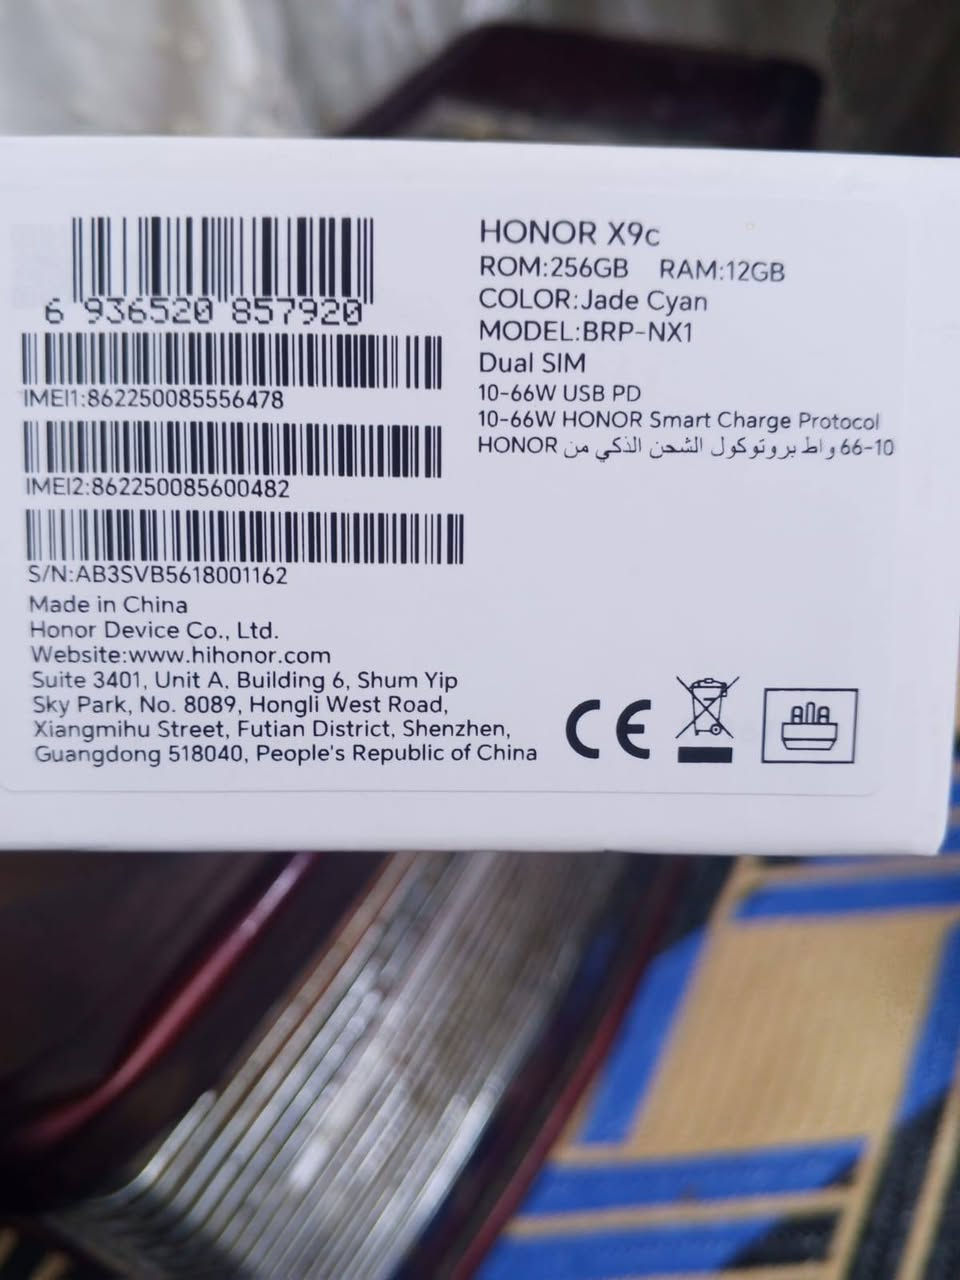 6 936520 857920
IMEI1:862250085556478
IMEI2:862250085600482
S/N:AB3SVB5618001162
Made in China
Honor Device Co., Ltd.
Website:www.hihonor.com
Suite 3401, Unit A, Building 6, Shum Yip
Sky Park, No. 8089, Hongli West Road,
Xiangmihu Street, Futian District, Shenzhen,
Guangdong 518040, People's Republic of China
HONOR X9c
ROM:256GB RAM:12GB
COLOR:Jade Cyan
MODEL:BRP-NX1
Dual SIM
10-66W USB PD
10-66W HONOR Smart Charge Protocol
10-66 واط بروتوكول الشحن الذكي من HONOR
CE